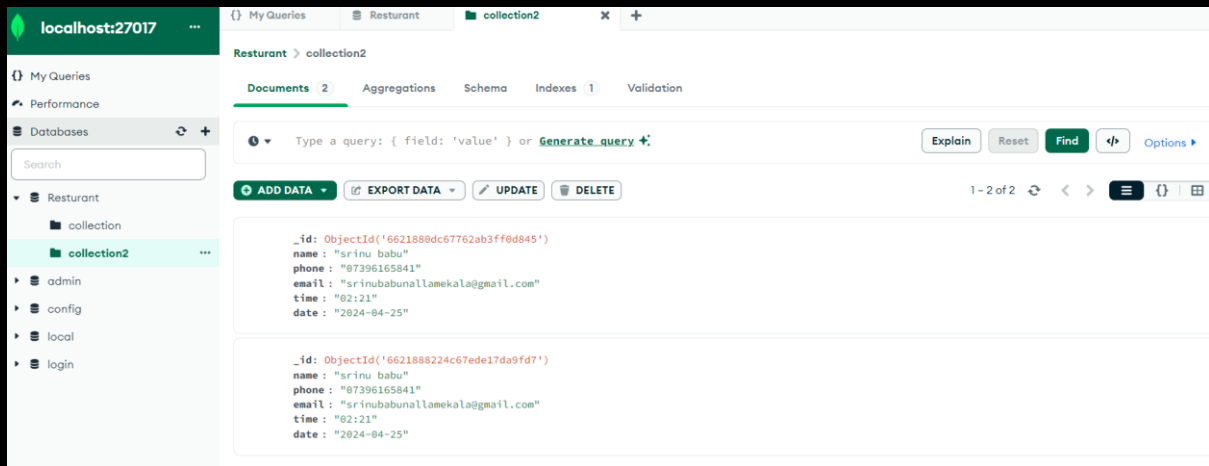 localhost:27017 ...
My Queries
Performance
Databases
Search
Resturant
collection
collection2 ...
admin
config
local
login
{} My Queries Resturant collection2 × +
Resturant > collection2
Documents 2 Aggregations Schema Indexes 1 Validation
Type a query: { field: 'value' } or Generate query
Explain Reset Find </> Options
ADD DATA EXPORT DATA UPDATE DELETE
1 – 2 of 2 {}
_id: ObjectId('6621880dc67762ab3ff0d845')
name : "srinu babu"
phone : "07396165841"
email : "srinubabunallamekala@gmail.com"
time : "02:21"
date : "2024-04-25"
_id: ObjectId('6621888224c67ede17da9fd7')
name : "srinu babu"
phone : "07396165841"
email : "srinubabunallamekala@gmail.com"
time : "02:21"
date : "2024-04-25"